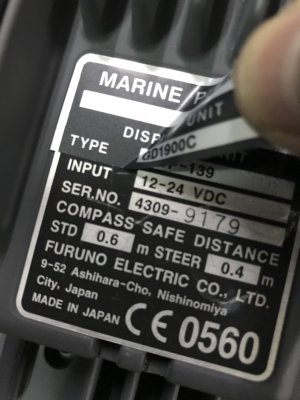 MARINE
DISP UNIT
TYPE GD1900C
-139
INPUT 12-24 VDC
SER.NO. 4309-9179
COMPASS SAFE DISTANCE
STD 0.6 m STEER 0.4 m
FURUNO ELECTRIC CO., LTD.
9-52 Ashihara-Cho, Nishinomiya
City, Japan
MADE IN JAPAN CE 0560